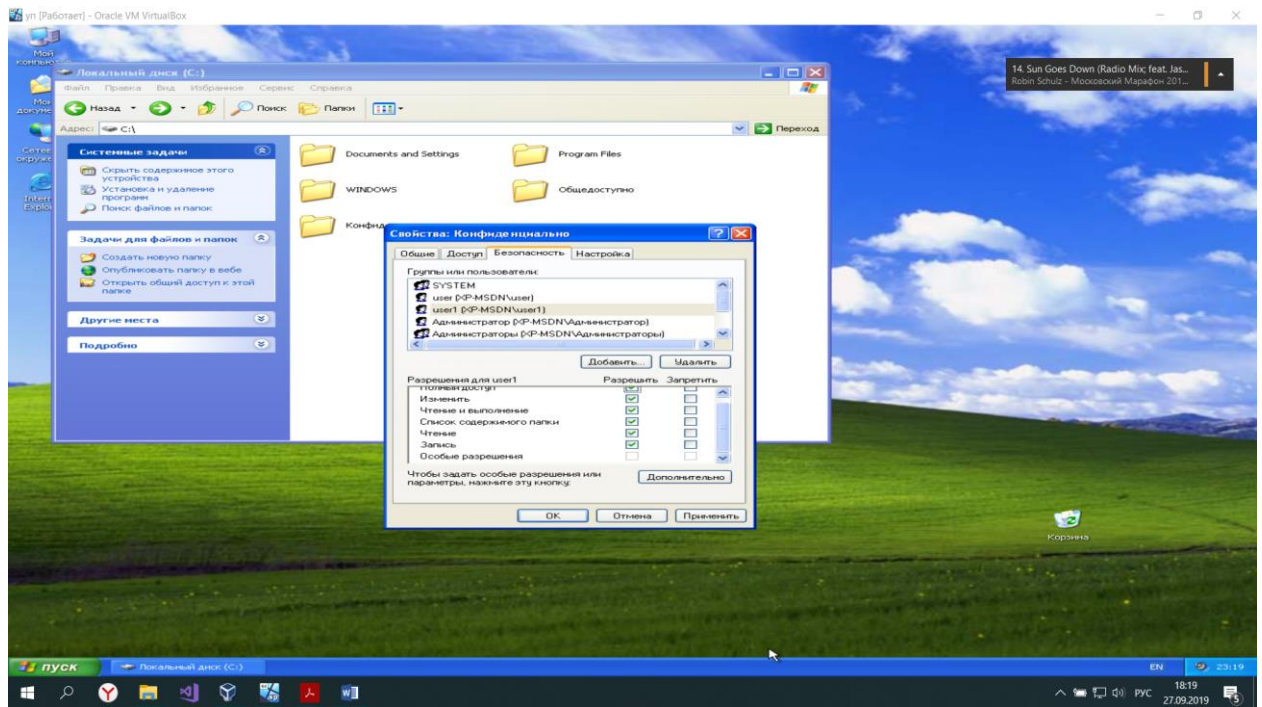 уп [Работает] - Oracle VM VirtualBox
Мой
Локальный диск (C:)
Файл Правка Вид Избранное Сервис Справка
Назад Поиск Папки
Адрес: C:\ Переход
14. Sun Goes Down (Radio Mix; feat. Jas...
Robin Schulz - Московский Марафон 201...
Системные задачи
Скрыть содержимое этого
устройства
Установка и удаление
программ
Поиск файлов и папок
Задачи для файлов и папок
Создать новую папку
Опубликовать папку в вебе
Открыть общий доступ к этой
папке
Другие места
Подробно
Documents and Settings
Program Files
WINDOWS
Общедоступно
Конфид
Свойства: Конфиденциально
Общие Доступ Безопасность Настройка
Группы или пользователи:
SYSTEM
user (XP-MSDN\user)
user1 (XP-MSDN\user1)
Администратор (XP-MSDN\Администратор)
Администраторы (XP-MSDN\Администраторы)
Добавить... Удалить
Разрешения для user1 Разрешить Запретить
Полный доступ
Изменить
Чтение и выполнение
Список содержимого папки
Чтение
Запись
Особые разрешения
Чтобы задать особые разрешения или
параметры, нажмите эту кнопку:
Дополнительно
OK Отмена Применить
Корзина
пуск Локальный диск (C:) EN 23:19
РУС 18:19
27.09.2019
5